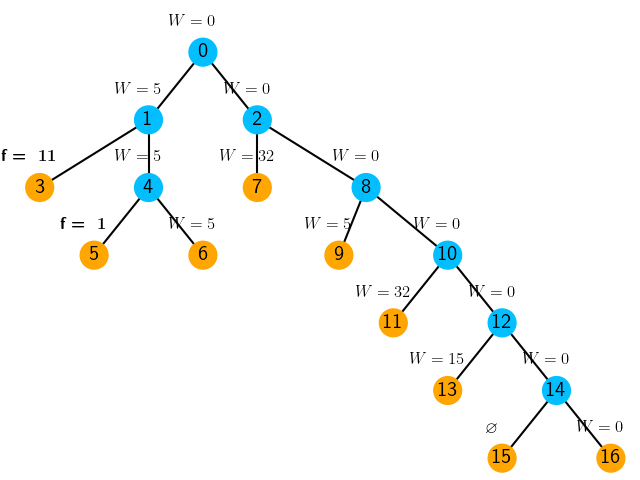 W = 0
0
W = 5 W = 0
1 2
f = 11 W = 5 W = 32 W = 0
3 4 7 8
f = 1 W = 5 W = 5 W = 0
5 6 9 10
W = 32 W = 0
11 12
W = 15 W = 0
13 14
∅ W = 0
15 16